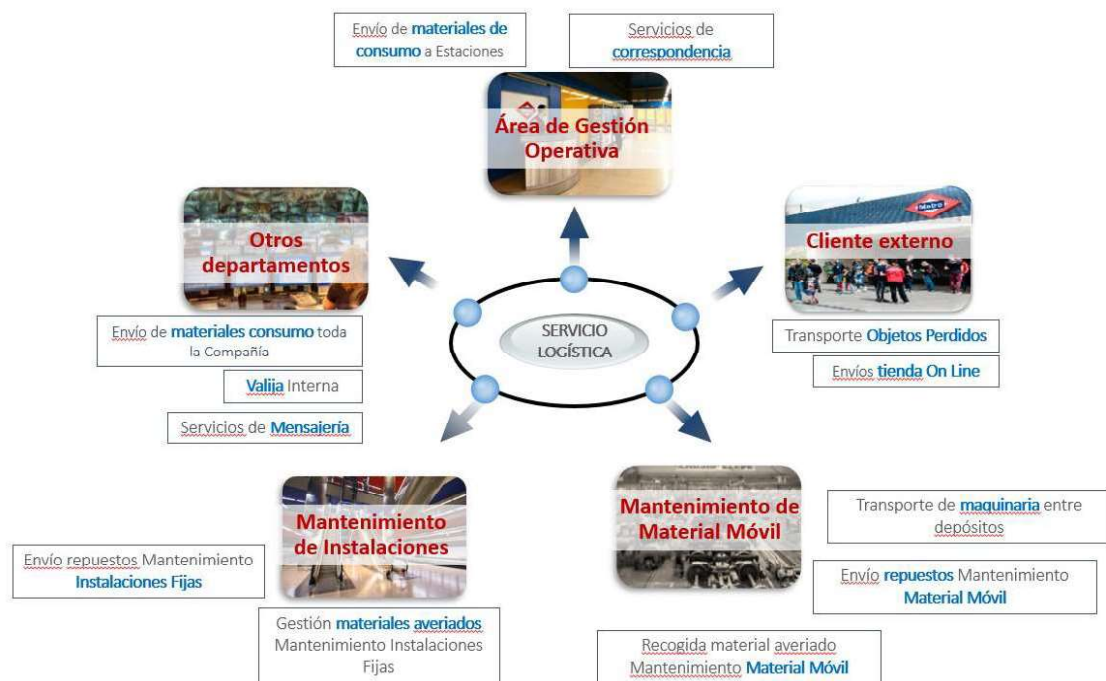 Envío de materiales de
consumo a Estaciones
Servicios de
correspondencia
Área de Gestión
Operativa
Otros
departamentos
Metro
Cliente externo
Envío de materiales consumo toda
la Compañía
Valija Interna
Servicios de Mensajería
SERVICIO
LOGÍSTICA
Transporte Objetos Perdidos
Envíos tienda On Line
Mantenimiento
de Instalaciones
Envío repuestos Mantenimiento
Instalaciones Fijas
Gestión materiales averiados
Mantenimiento Instalaciones
Fijas
Mantenimiento de
Material Móvil
Transporte de maquinaria entre
depósitos
Envío repuestos Mantenimiento
Material Móvil
Recogida material averiado
Mantenimiento Material Móvil